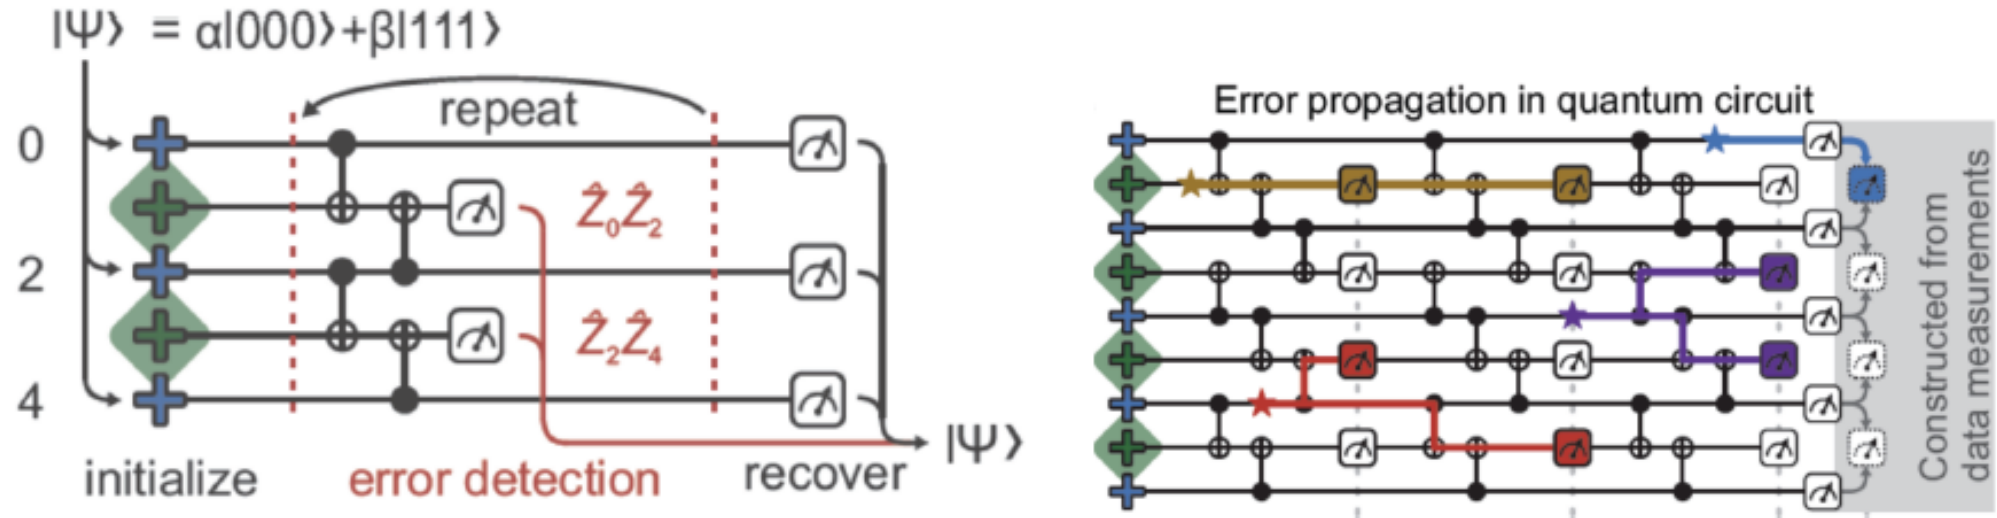 |Ψ⟩ = α|000⟩+β|111⟩
repeat
0
2
4
Ẑ₀Ẑ₂
Ẑ₂Ẑ₄
|Ψ⟩
initialize
error detection
recover
Error propagation in quantum circuit
Constructed from
data measurements